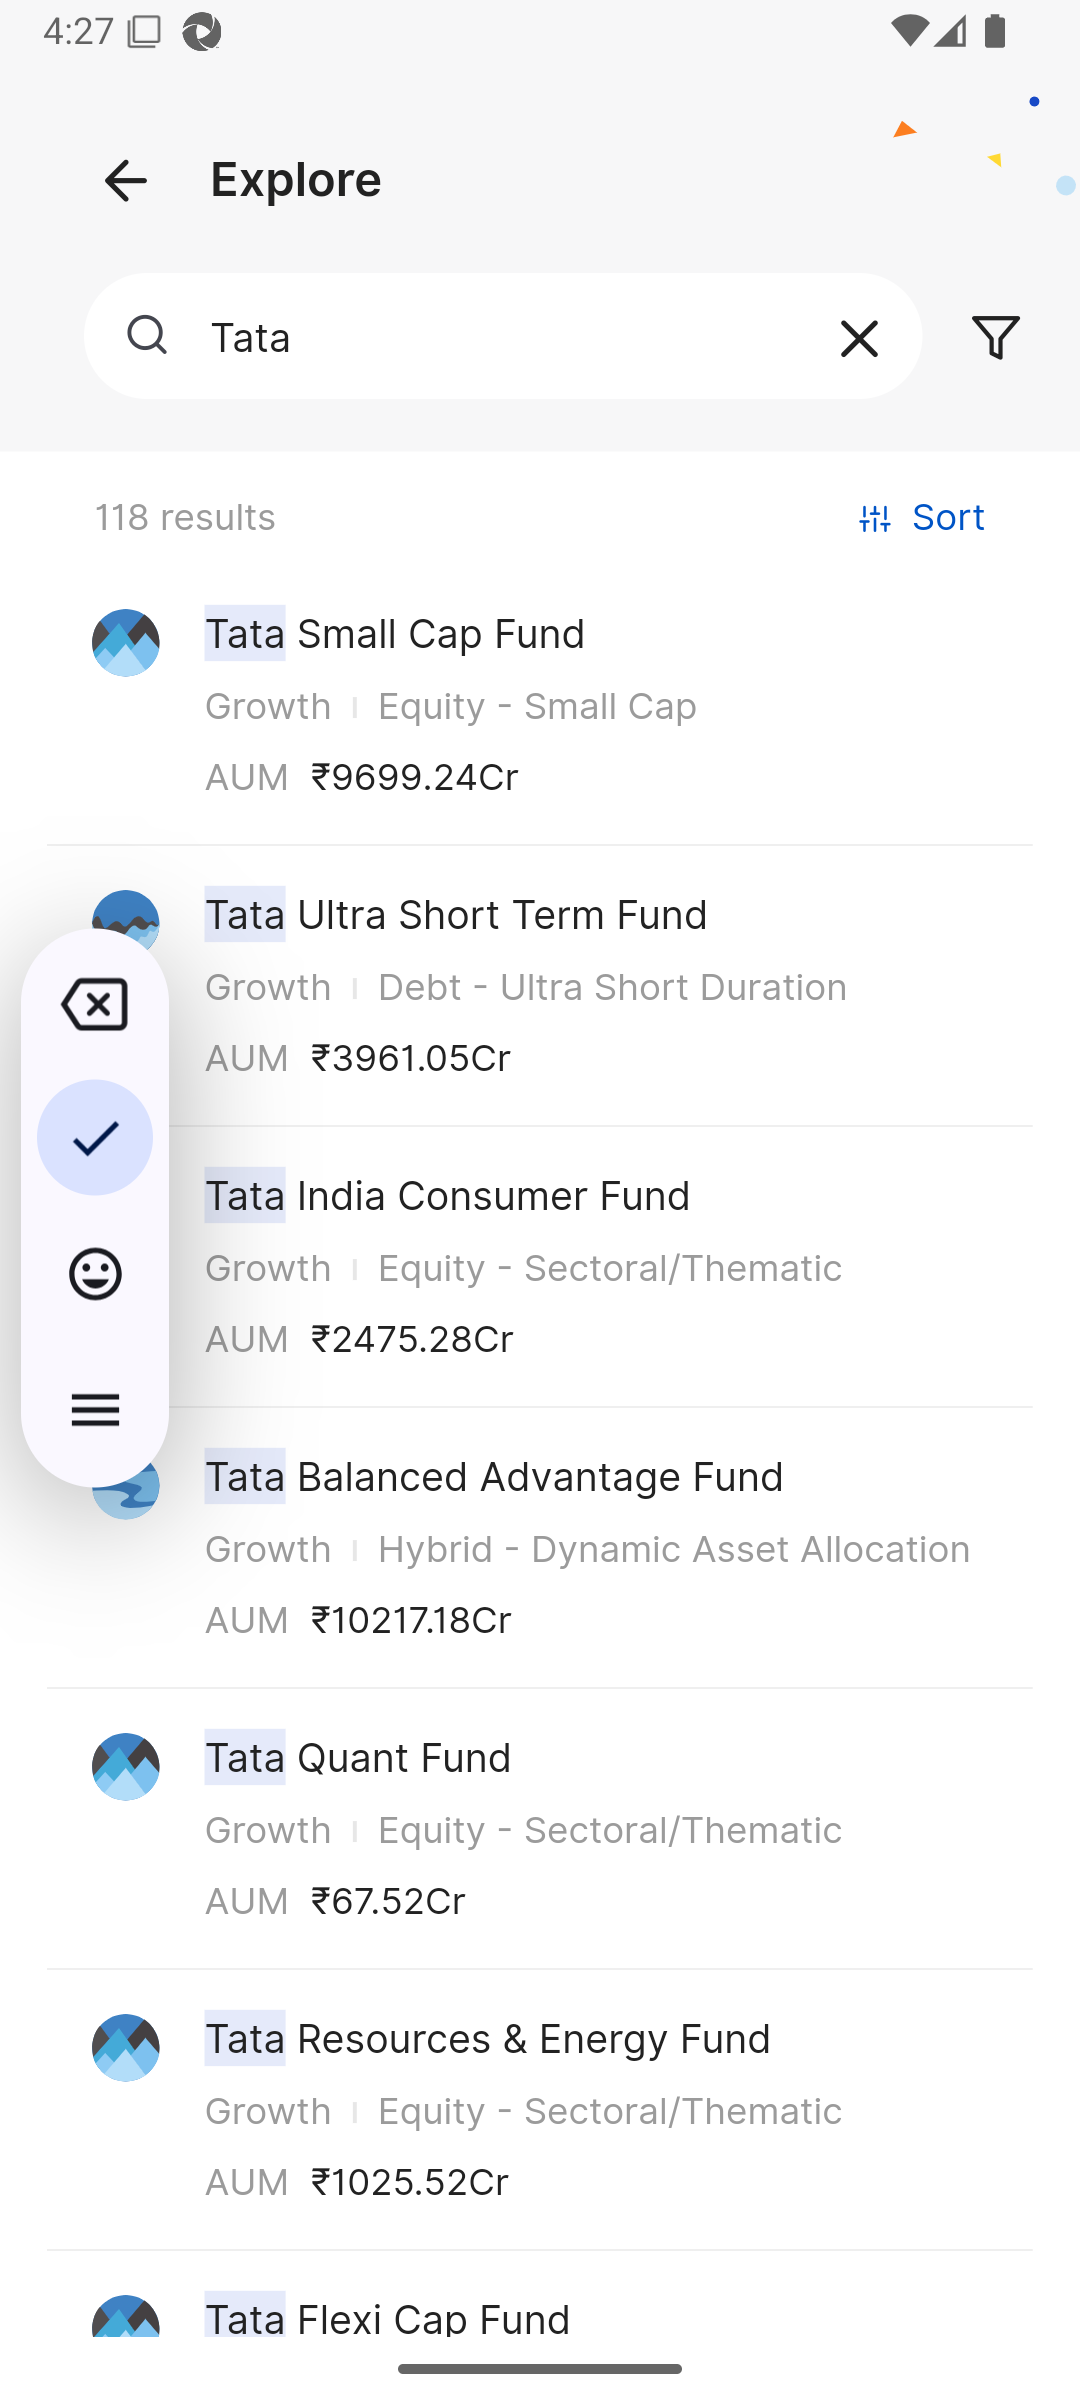 4:27
Explore
Tata
118 results
Sort
Tata Small Cap Fund
Growth
Equity - Small Cap
AUM ₹9699.24Cr
Tata Ultra Short Term Fund
Growth
Debt - Ultra Short Duration
AUM ₹3961.05Cr
Tata India Consumer Fund
Growth
Equity - Sectoral/Thematic
AUM ₹2475.28Cr
Tata Balanced Advantage Fund
Growth
Hybrid - Dynamic Asset Allocation
AUM ₹10217.18Cr
Tata Quant Fund
Growth
Equity - Sectoral/Thematic
AUM ₹67.52Cr
Tata Resources & Energy Fund
Growth
Equity - Sectoral/Thematic
AUM ₹1025.52Cr
Tata Flexi Cap Fund